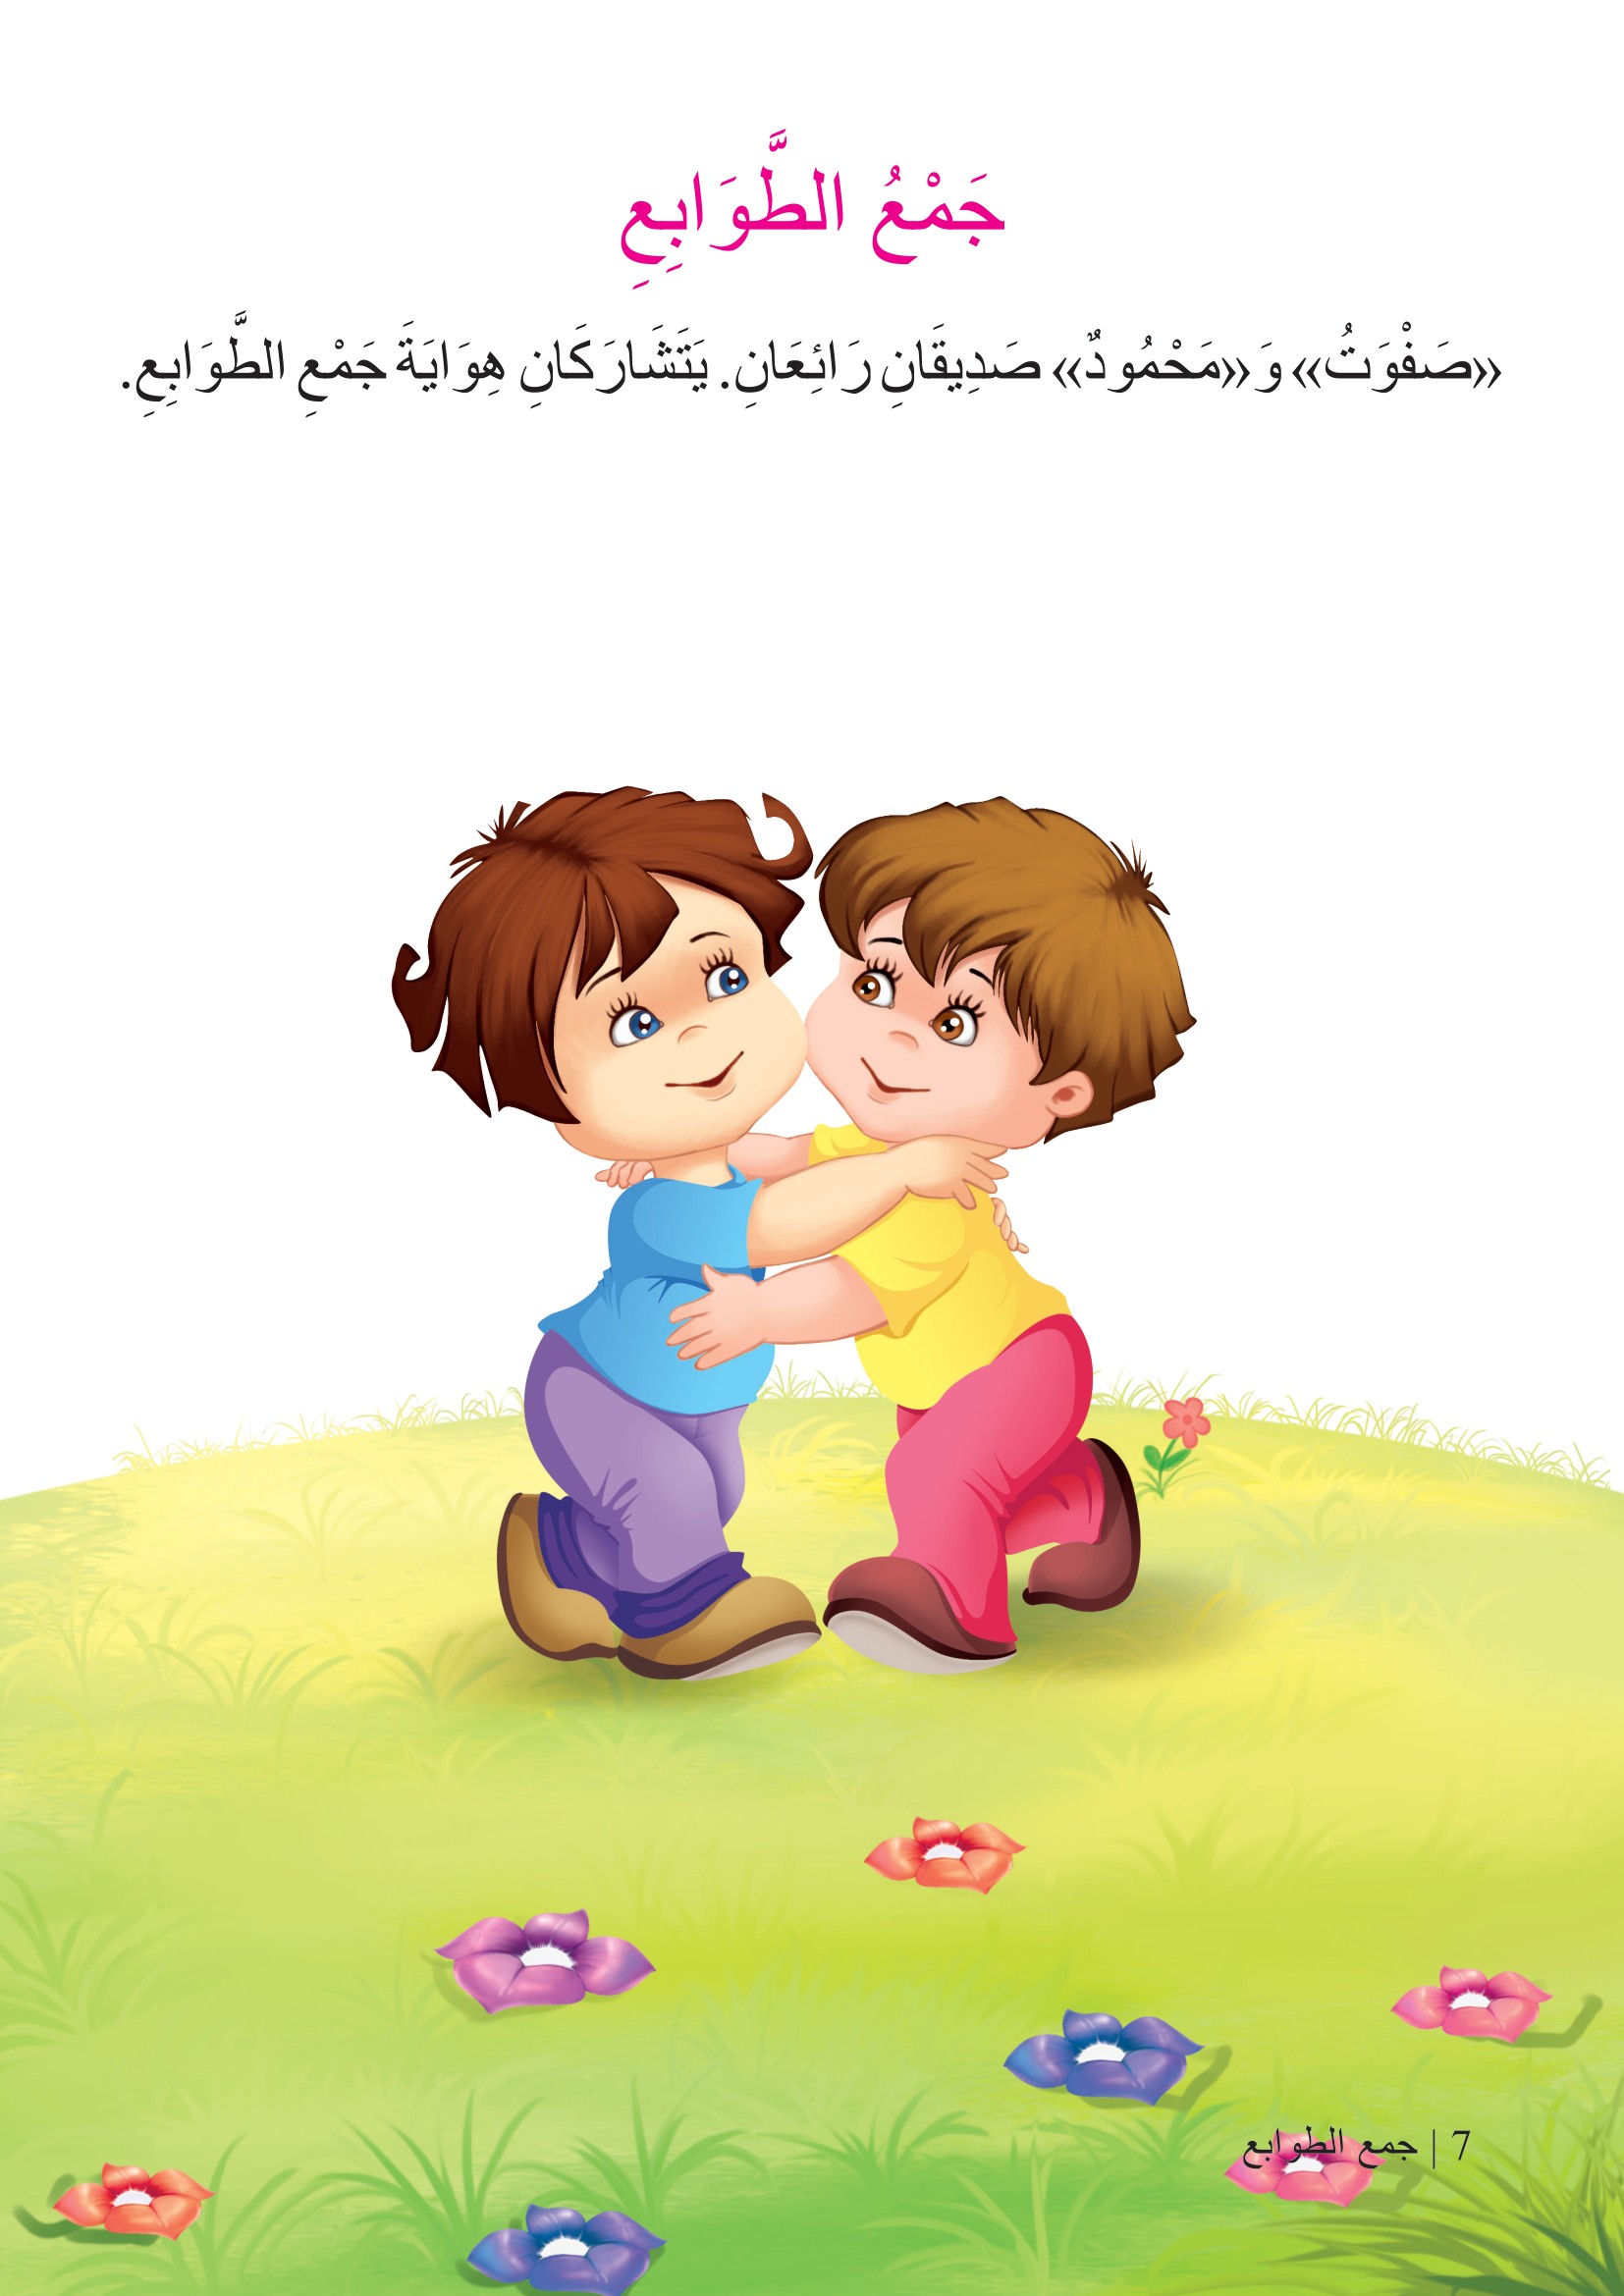 جَمْعُ الطَّوَابِعِ
«صَفْوَتُ» وَ«مَحْمُودٌ» صَدِيقَانِ رَائِعَانِ. يَتَشَارَكَانِ هِوَايَةَ جَمْعِ الطَّوَابِعِ.
7 | جمع الطوابع